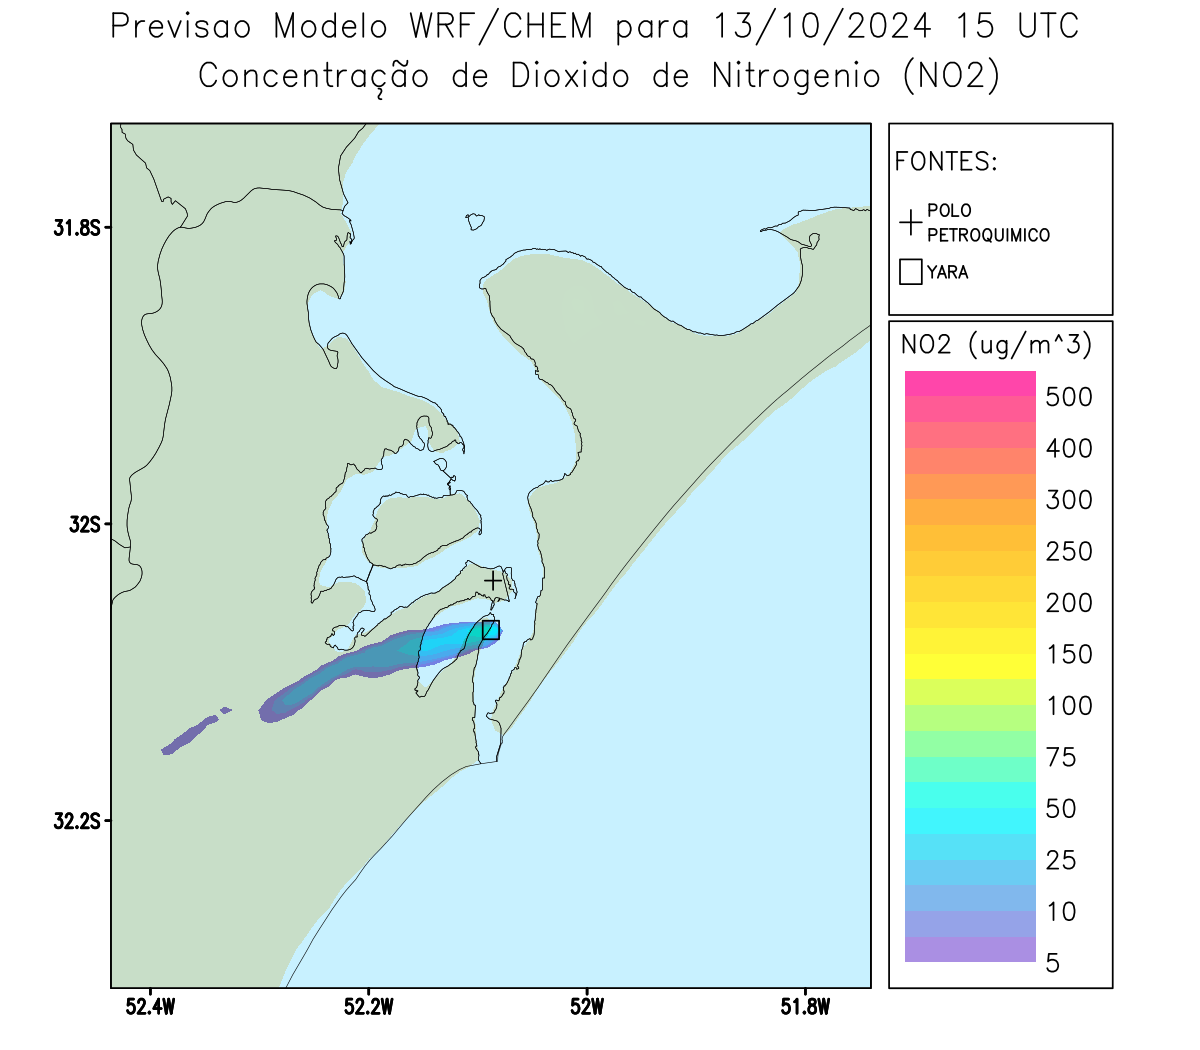 Previsao Modelo WRF/CHEM para 13/10/2024 15 UTC
Concentração de Dioxido de Nitrogenio (NO2)
FONTES:
POLO
PETROQUIMICO
YARA
NO2 (ug/m^3)
500
400
300
250
200
150
100
75
50
25
10
5
31.8S
32S
32.2S
52.4W
52.2W
52W
51.8W